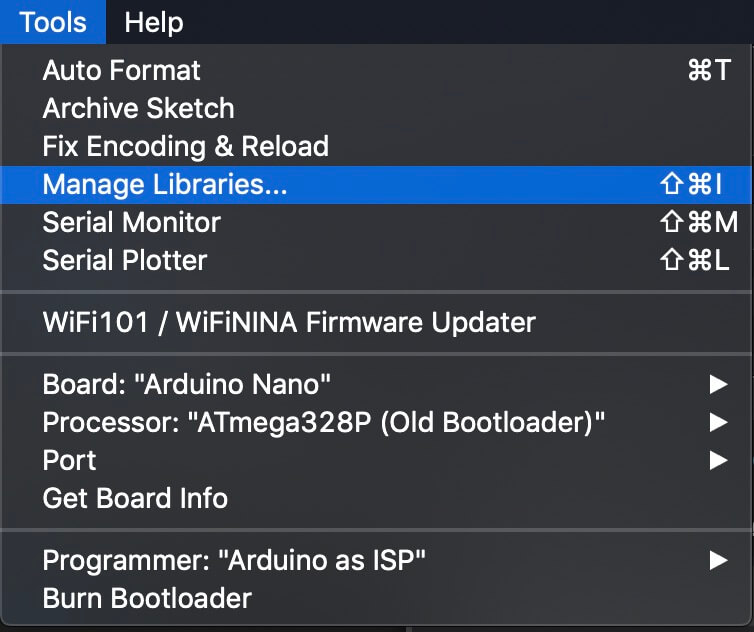 Tools Help
Auto Format ⌘T
Archive Sketch
Fix Encoding & Reload
Manage Libraries... ⇧⌘I
Serial Monitor ⇧⌘M
Serial Plotter ⇧⌘L
WiFi101 / WiFiNINA Firmware Updater
Board: "Arduino Nano" ▶
Processor: "ATmega328P (Old Bootloader)" ▶
Port ▶
Get Board Info
Programmer: "Arduino as ISP" ▶
Burn Bootloader